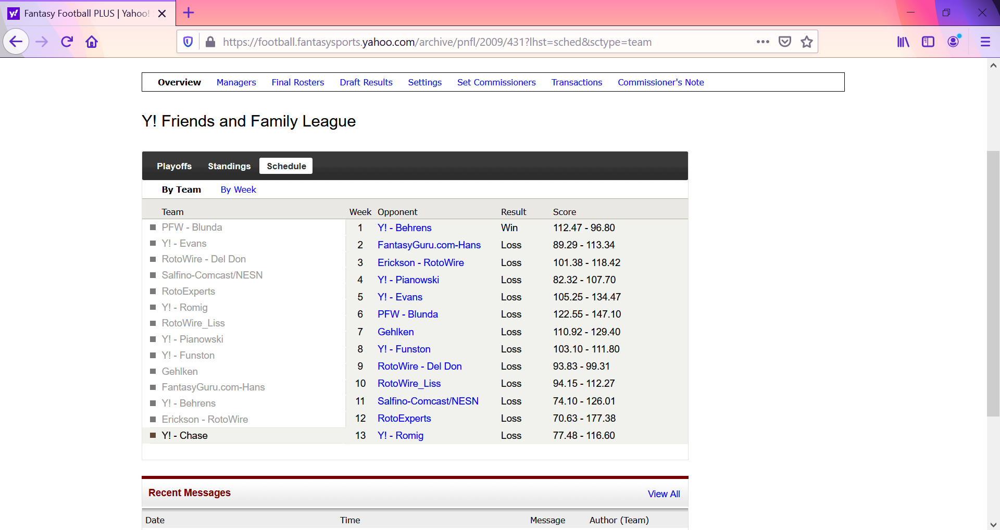 Fantasy Football PLUS | Yahoo!
https://football.fantasysports.yahoo.com/archive/pnfl/2009/431?lhst=sched&sctype=team
Overview Managers Final Rosters Draft Results Settings Set Commissioners Transactions Commissioner's Note
Y! Friends and Family League
Playoffs Standings Schedule
By Team By Week
Team Week Opponent Result Score
PFW - Blunda
Y! - Evans
RotoWire - Del Don
Salfino-Comcast/NESN
RotoExperts
Y! - Romig
RotoWire_Liss
Y! - Pianowski
Y! - Funston
Gehlken
FantasyGuru.com-Hans
Y! - Behrens
Erickson - RotoWire
Y! - Chase
1 Y! - Behrens Win 112.47 - 96.80
2 FantasyGuru.com-Hans Loss 89.29 - 113.34
3 Erickson - RotoWire Loss 101.38 - 118.42
4 Y! - Pianowski Loss 82.32 - 107.70
5 Y! - Evans Loss 105.25 - 134.47
6 PFW - Blunda Loss 122.55 - 147.10
7 Gehlken Loss 110.92 - 129.40
8 Y! - Funston Loss 103.10 - 111.80
9 RotoWire - Del Don Loss 93.83 - 99.31
10 RotoWire_Liss Loss 94.15 - 112.27
11 Salfino-Comcast/NESN Loss 74.10 - 126.01
12 RotoExperts Loss 70.63 - 177.38
13 Y! - Romig Loss 77.48 - 116.60
Recent Messages View All
Date Time Message Author (Team)